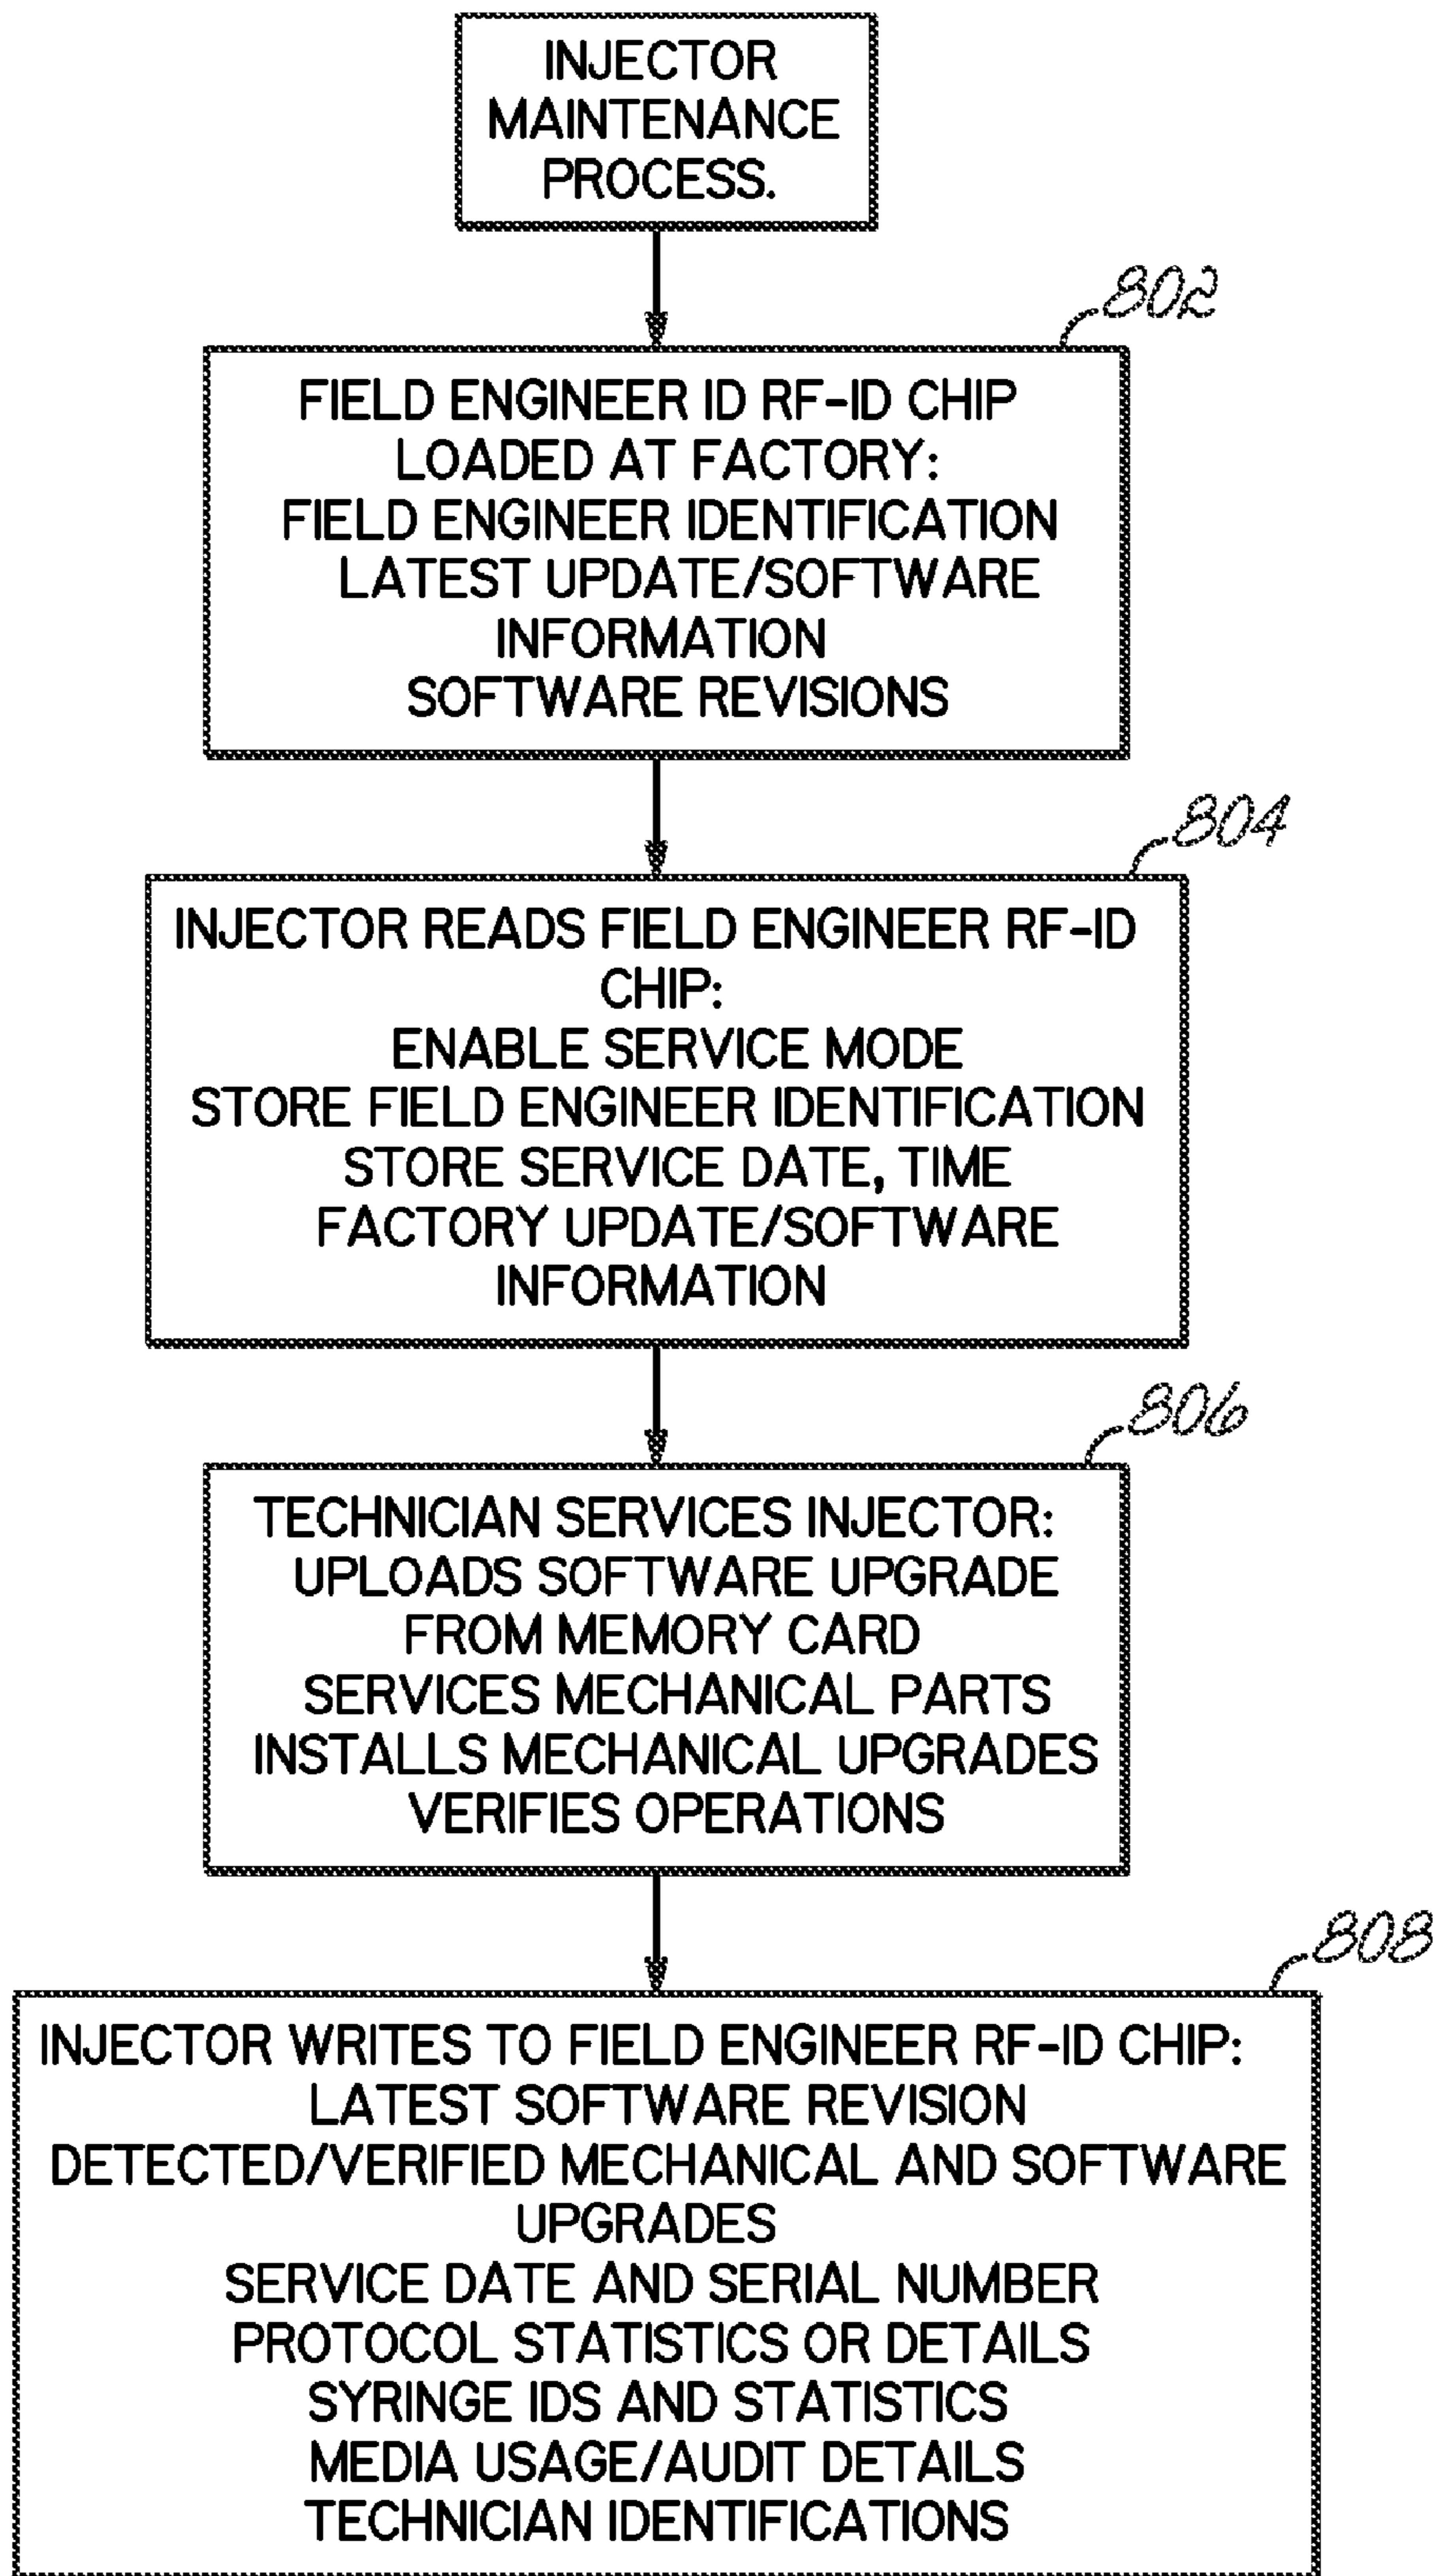 INJECTOR
MAINTENANCE
PROCESS.
802
FIELD ENGINEER ID RF-ID CHIP
LOADED AT FACTORY:
FIELD ENGINEER IDENTIFICATION
LATEST UPDATE/SOFTWARE
INFORMATION
SOFTWARE REVISIONS
804
INJECTOR READS FIELD ENGINEER RF-ID
CHIP:
ENABLE SERVICE MODE
STORE FIELD ENGINEER IDENTIFICATION
STORE SERVICE DATE, TIME
FACTORY UPDATE/SOFTWARE
INFORMATION
806
TECHNICIAN SERVICES INJECTOR:
UPLOADS SOFTWARE UPGRADE
FROM MEMORY CARD
SERVICES MECHANICAL PARTS
INSTALLS MECHANICAL UPGRADES
VERIFIES OPERATIONS
808
INJECTOR WRITES TO FIELD ENGINEER RF-ID CHIP:
LATEST SOFTWARE REVISION
DETECTED/VERIFIED MECHANICAL AND SOFTWARE
UPGRADES
SERVICE DATE AND SERIAL NUMBER
PROTOCOL STATISTICS OR DETAILS
SYRINGE IDS AND STATISTICS
MEDIA USAGE/AUDIT DETAILS
TECHNICIAN IDENTIFICATIONS